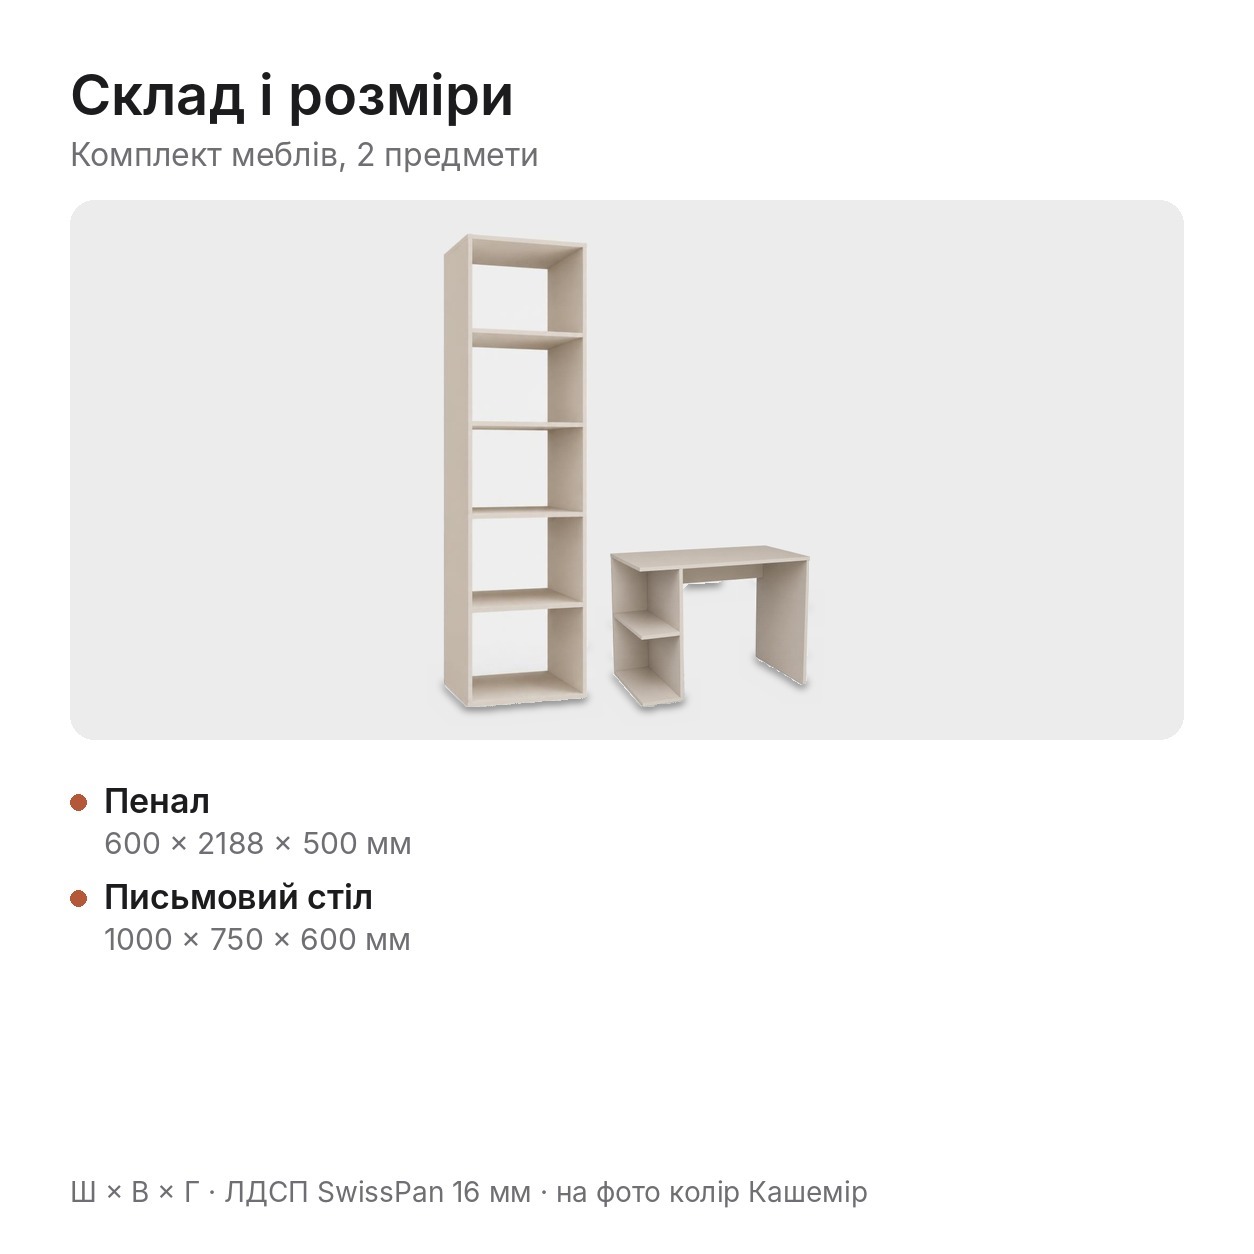 Склад і розміри
Комплект меблів, 2 предмети
Пенал
600 × 2188 × 500 мм
Письмовий стіл
1000 × 750 × 600 мм
Ш × В × Г · ЛДСП SwissPan 16 мм · на фото колір Кашемір